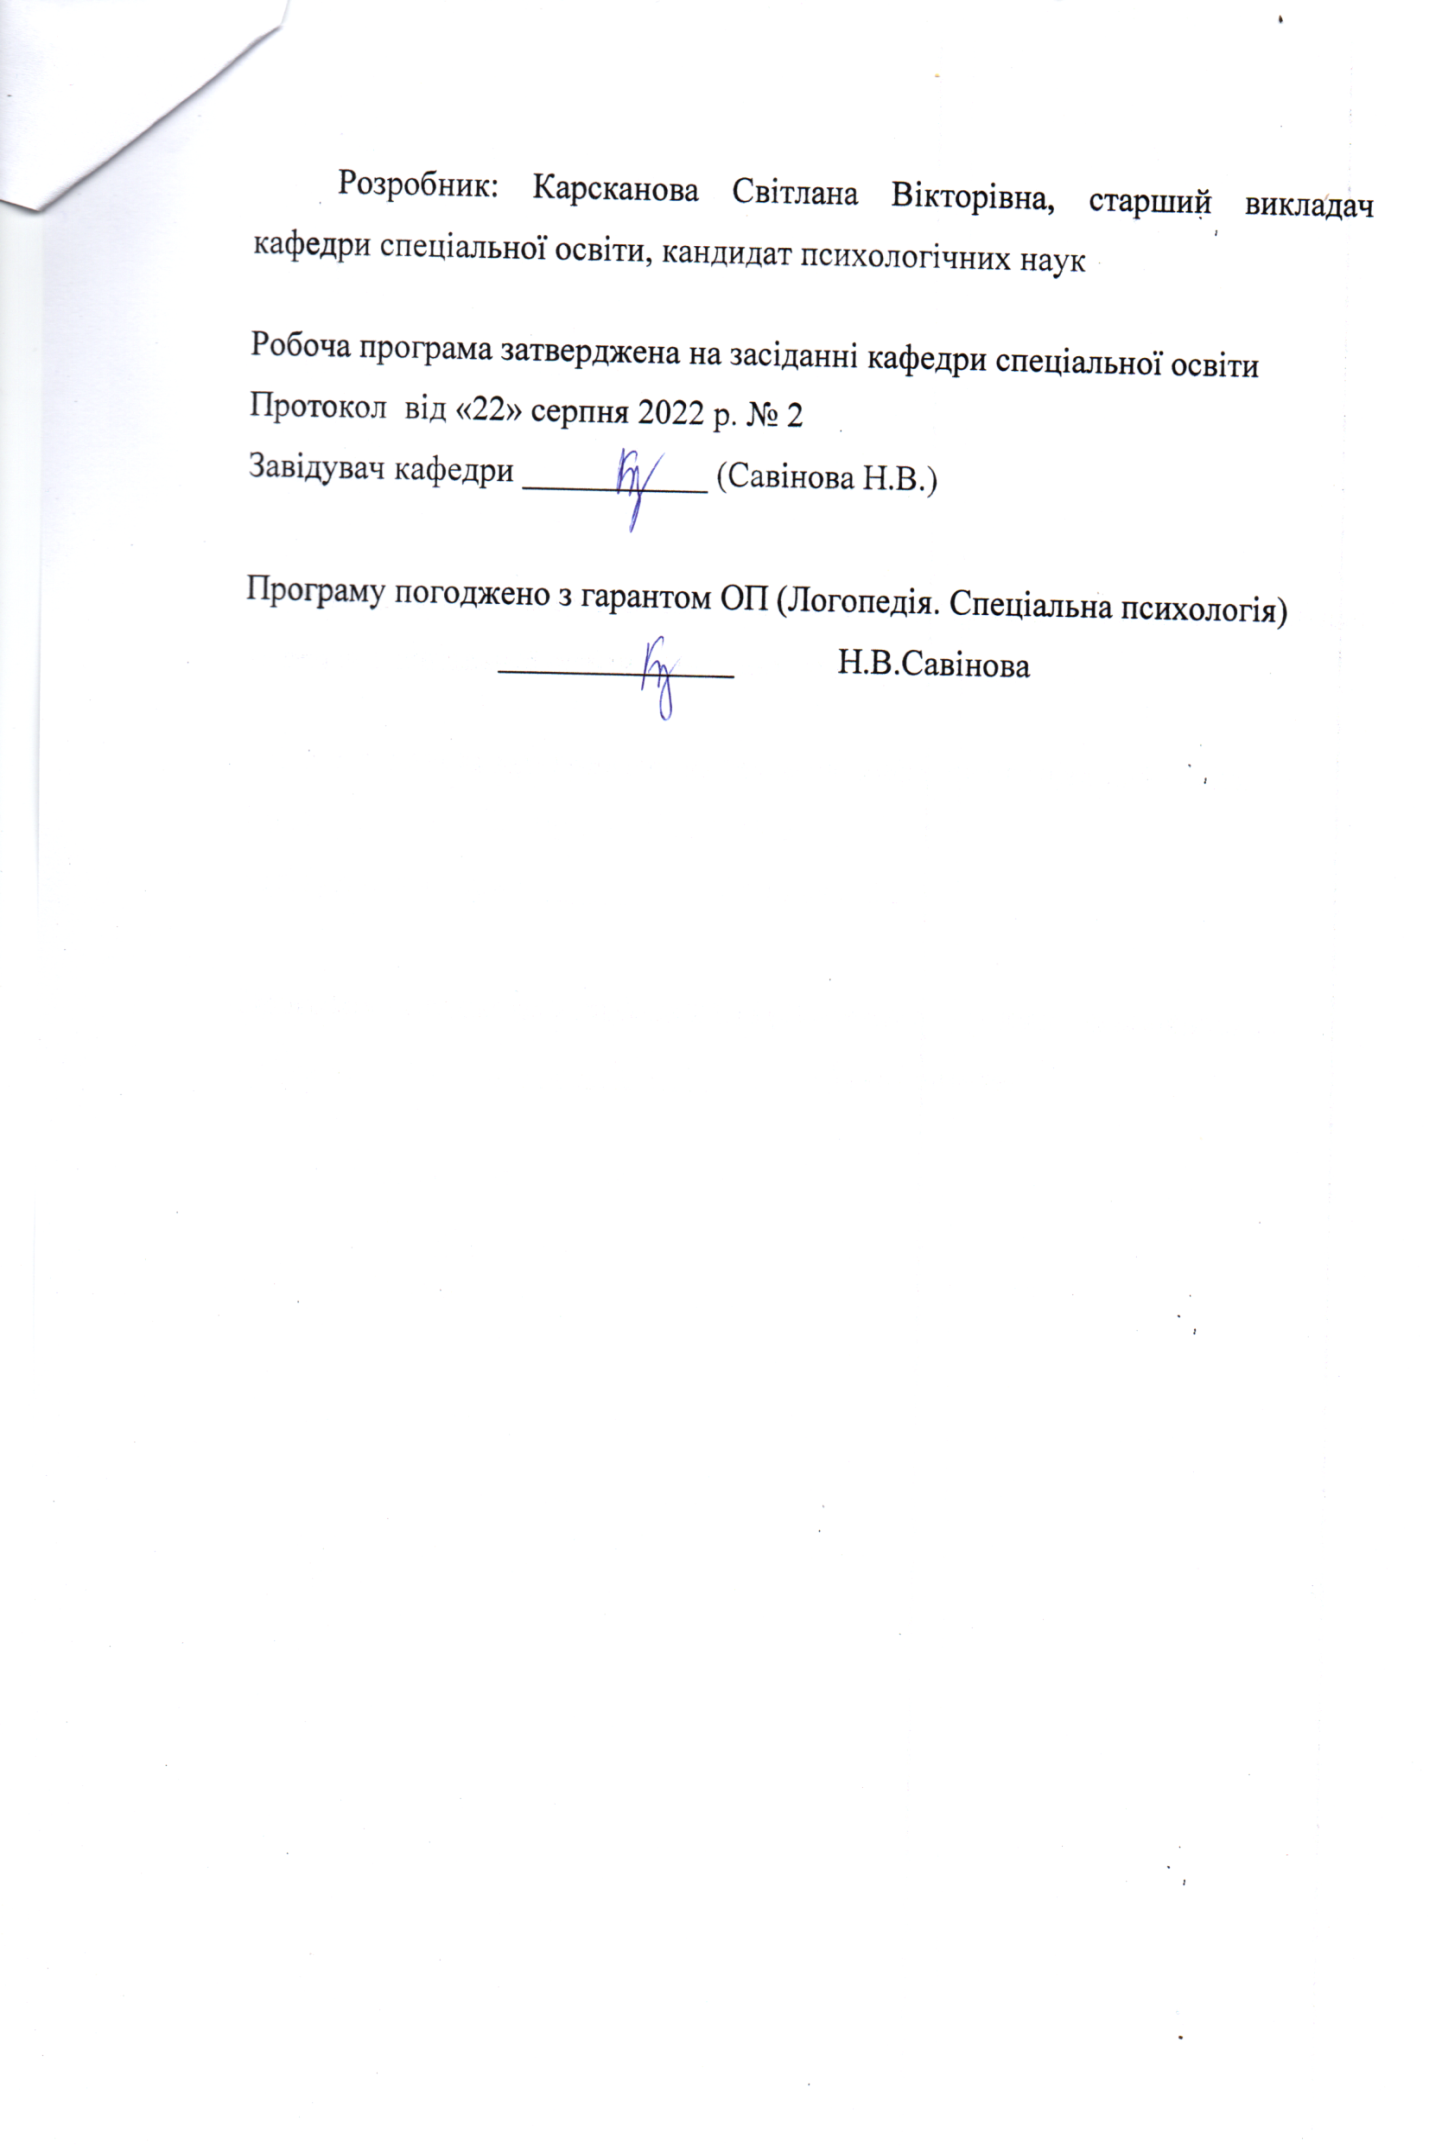 Розробник: Карсканова Світлана Вікторівна, старший викладач
кафедри спеціальної освіти, кандидат психологічних наук
Робоча програма затверджена на засіданні кафедри спеціальної освіти
Протокол від «22» серпня 2022 р. № 2
Завідувач кафедри ____________ (Савінова Н.В.)
Програму погоджено з гарантом ОП (Логопедія. Спеціальна психологія)
_______________ Н.В.Савінова